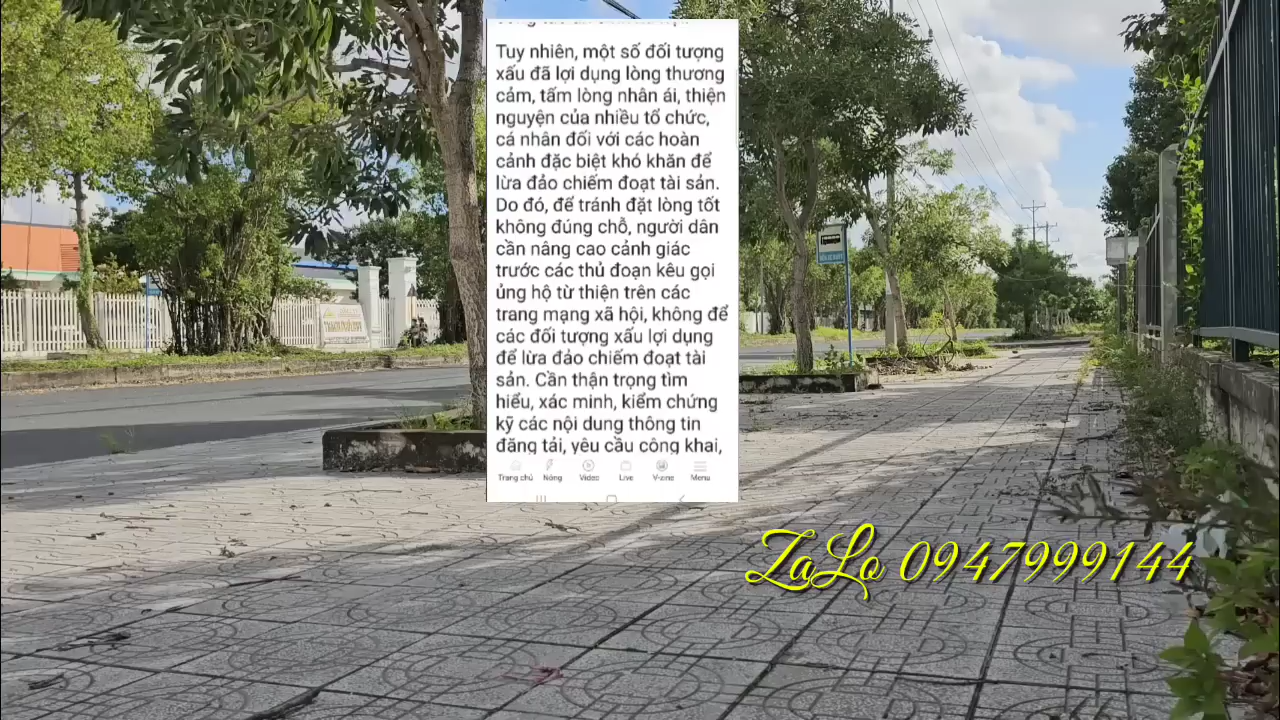 Tuy nhiên, một số đối tượng
xấu đã lợi dụng lòng thương
cảm, tấm lòng nhân ái, thiện
nguyện của nhiều tổ chức,
cá nhân đối với các hoàn
cảnh đặc biệt khó khăn để
lừa đảo chiếm đoạt tài sản.
Do đó, để tránh đặt lòng tốt
không đúng chỗ, người dân
cần nâng cao cảnh giác
trước các thủ đoạn kêu gọi
ủng hộ từ thiện trên các
trang mạng xã hội, không để
các đối tượng xấu lợi dụng
để lừa đảo chiếm đoạt tài
sản. Cần thận trọng tìm
hiểu, xác minh, kiểm chứng
kỹ các nội dung thông tin
đăng tải, yêu cầu công khai,
Trang chủ Nóng Video Live V-zine Menu
ZaLo 0947999144